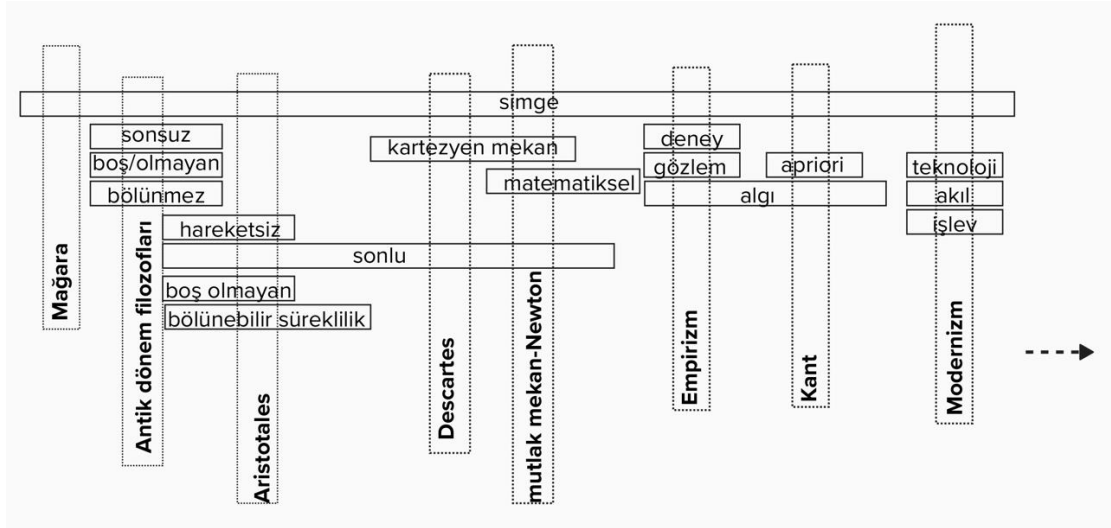 simge
sonsuz
boş/olmayan
bölünmez
hareketsiz
sonlu
boş olmayan
bölünebilir süreklilik
kartezyen mekan
matematiksel
deney
gözlem
apriori
algı
teknoloji
akıl
işlev
Mağara
Antik dönem filozofları
Aristotales
Descartes
mutlak mekan-Newton
Empirizm
Kant
Modernizm